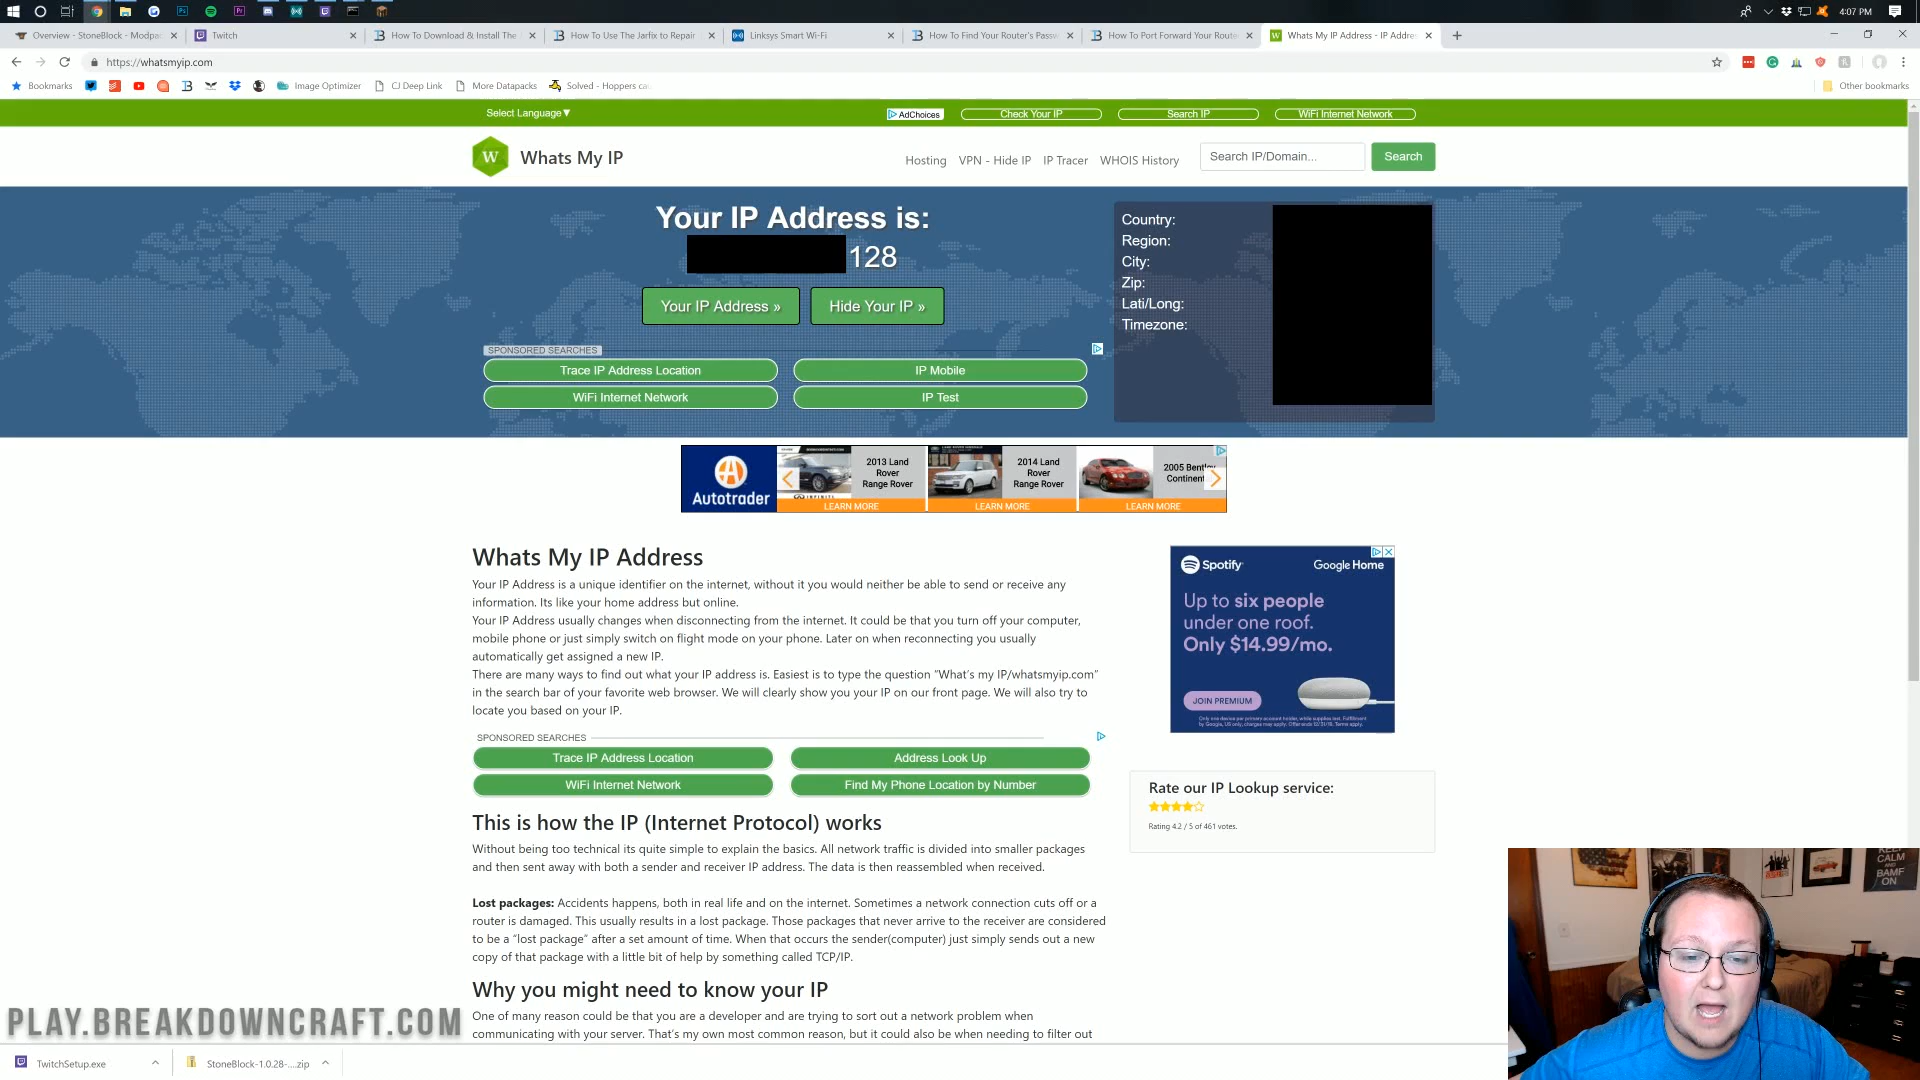 4:07 PM
Overview - StoneBlock - Modpac
Twitch
How To Download & Install The
How To Use The Jarfix to Repair
Linksys Smart Wi-Fi
How To Find Your Router's Passw
How To Port Forward Your Router
Whats My IP Address - IP Addres
https://whatsmyip.com
Bookmarks
Image Optimizer
CJ Deep Link
More Datapacks
Solved - Hoppers ca
Other bookmarks
Select Language▼
AdChoices
Check Your IP
Search IP
WiFi Internet Network
W
Whats My IP
Hosting
VPN - Hide IP
IP Tracer
WHOIS History
Search IP/Domain...
Search
Your IP Address is:
128
Your IP Address »
Hide Your IP »
Country:
Region:
City:
Zip:
Lati/Long:
Timezone:
SPONSORED SEARCHES
Trace IP Address Location
IP Mobile
WiFi Internet Network
IP Test
Autotrader
2013 Land
Rover
Range Rover
LEARN MORE
2014 Land
Rover
Range Rover
LEARN MORE
2005 Bentley
Continent
LEARN MORE
Whats My IP Address
Your IP Address is a unique identifier on the internet, without it you would neither be able to send or receive any
information. Its like your home address but online.
Your IP Address usually changes when disconnecting from the internet. It could be that you turn off your computer,
mobile phone or just simply switch on flight mode on your phone. Later on when reconnecting you usually
automatically get assigned a new IP.
There are many ways to find out what your IP address is. Easiest is to type the question “What’s my IP/whatsmyip.com”
in the search bar of your favorite web browser. We will clearly show you your IP on our front page. We will also try to
locate you based on your IP.
SPONSORED SEARCHES
Trace IP Address Location
Address Look Up
WiFi Internet Network
Find My Phone Location by Number
Spotify
Google Home
Up to six people
under one roof.
Only $14.99/mo.
JOIN PREMIUM
Rate our IP Lookup service:
Rating 4.2 / 5 of 461 votes.
This is how the IP (Internet Protocol) works
Without being too technical its quite simple to explain the basics. All network traffic is divided into smaller packages
and then sent away with both a sender and receiver IP address. The data is then reassembled when received.
Lost packages: Accidents happens, both in real life and on the internet. Sometimes a network connection cuts off or a
router is damaged. This usually results in a lost package. Those packages that never arrive to the receiver are considered
to be a “lost package” after a set amount of time. When that occurs the sender(computer) just simply sends out a new
copy of that package with a little bit of help by something called TCP/IP.
Why you might need to know your IP
One of many reason could be that you are a developer and are trying to sort out a network problem when
communicating with your server. That’s my own most common reason, but it could also be when needing to filter out
KEEP
CALM
AND
BAMF
ON
PLAY.BREAKDOWNCRAFT.COM
TwitchSetup.exe
StoneBlock-1.0.28-....zip